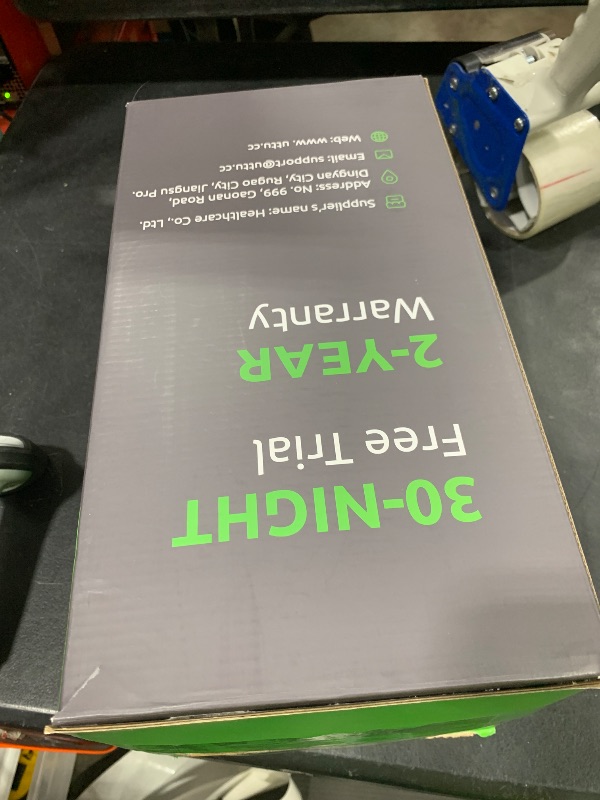 30-NIGHT
Free Trial
2-YEAR
Warranty
Supplier's name: Healthcare Co., Ltd.
Address: No. 999, Gaonan Road,
Dingyan City, Rugao City, Jiangsu Pro.
Email: support@uttu.cc
Web: www. uttu.cc